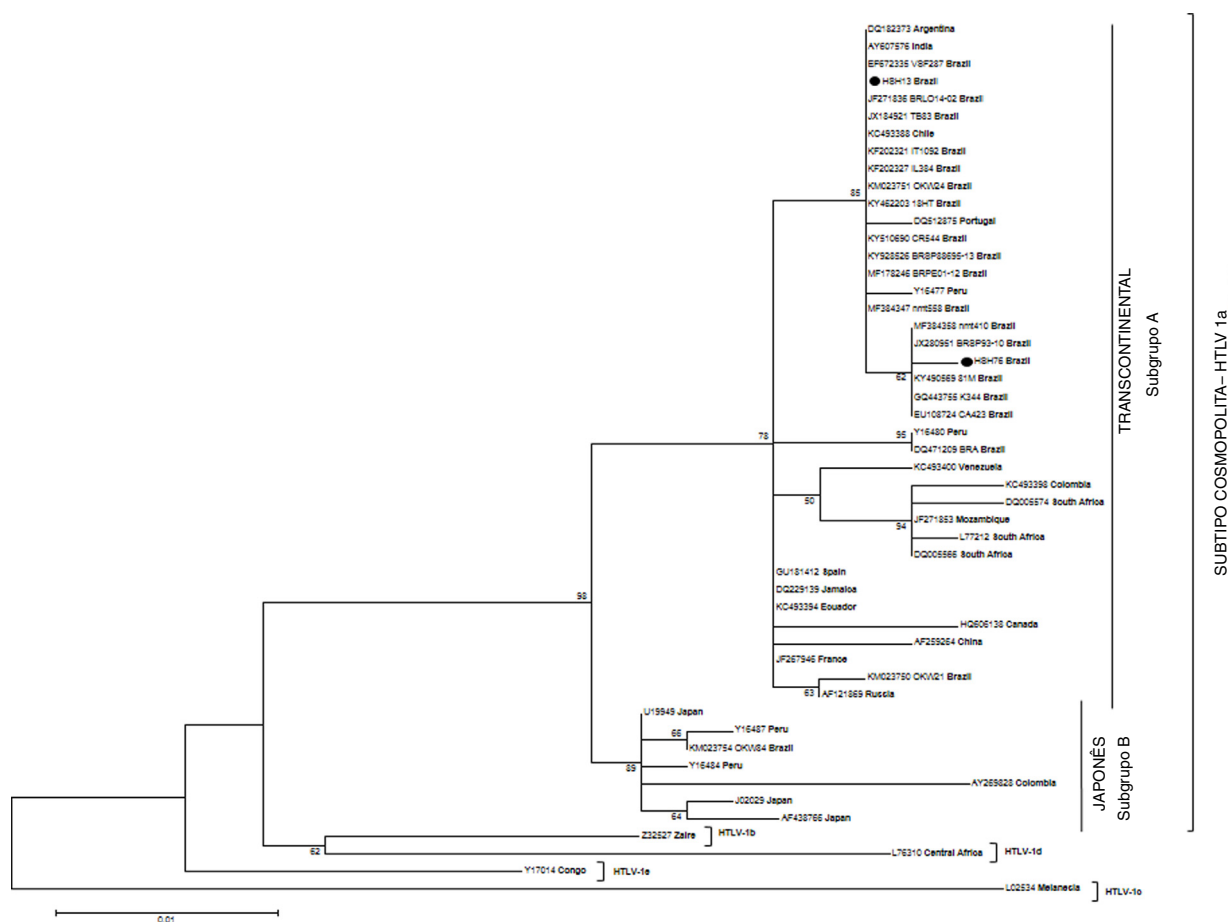 DQ182373 Argentina
AY607576 India
EF672335 VSF287 Brazil
HSH13 Brazil
JF271836 BRLO14-02 Brazil
JX184921 TB83 Brazil
KC493388 Chile
KF202321 IT1092 Brazil
KF202327 IL384 Brazil
KM023751 OKW24 Brazil
85
KY462203 18HT Brazil
DQ512875 Portugal
KY510690 CR544 Brazil
KY928526 BRSP88695-13 Brazil
MF178246 BRPE01-12 Brazil
Y16477 Peru
MF384347 nmt558 Brazil
MF384358 nmt410 Brazil
JX280951 BRSP93-10 Brazil
HSH76 Brazil
62
KY490569 81M Brazil
GQ443755 K344 Brazil
EU108724 CA423 Brazil
78
95
Y16480 Peru
DQ471209 BRA Brazil
KC493400 Venezuela
KC493398 Colombia
50
DQ005574 South Africa
JF271853 Mozambique
94
L77212 South Africa
DQ005566 South Africa
GU181412 Spain
DQ229139 Jamaica
98
KC493394 Ecuador
HQ606138 Canada
AF259264 China
JF267946 France
KM023750 OKW21 Brazil
63
AF121869 Russia
U19949 Japan
Y16487 Peru
66
KM023754 OKW84 Brazil
89
Y16484 Peru
AY269828 Colombia
J02029 Japan
64
AF438766 Japan
Z32527 Zaire
HTLV-1b
62
L76310 Central Africa
HTLV-1d
Y17014 Congo
HTLV-1e
L02534 Melanesia
HTLV-1c
0.01
TRANSCONTINENTAL
Subgrupo A
JAPONÊS
Subgrupo B
SUBTIPO COSMOPOLITA– HTLV 1a